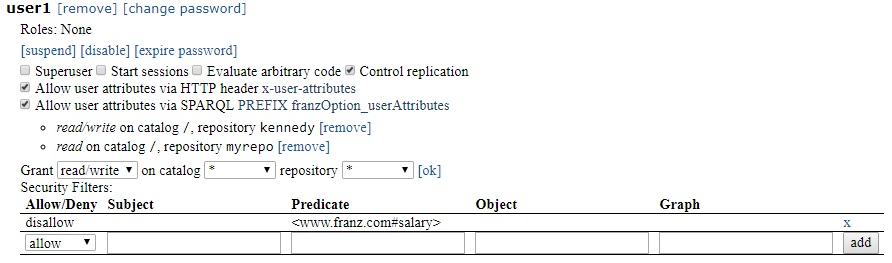 user1 [remove] [change password]
Roles: None
[suspend] [disable] [expire password]
Superuser Start sessions Evaluate arbitrary code Control replication
Allow user attributes via HTTP header x-user-attributes
Allow user attributes via SPARQL PREFIX franzOption_userAttributes
read/write on catalog /, repository kennedy [remove]
read on catalog /, repository myrepo [remove]
Grant read/write on catalog * repository * [ok]
Security Filters:
Allow/Deny Subject Predicate Object Graph
disallow <www.franz.com#salary> x
allow add